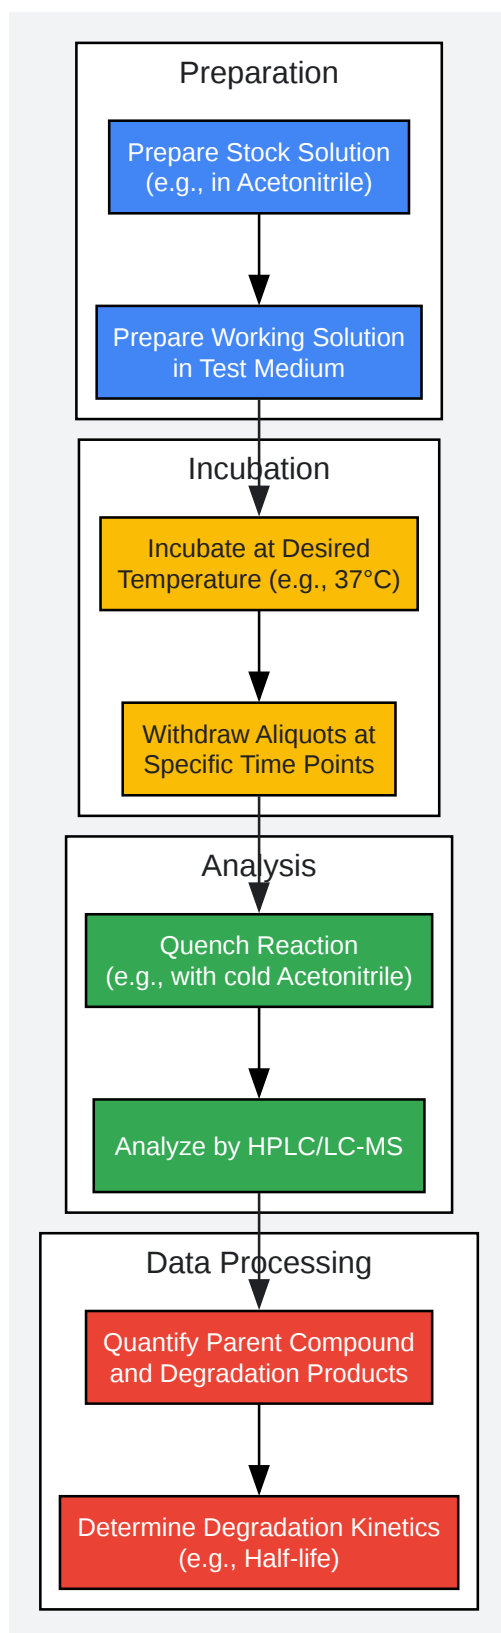 Preparation
Prepare Stock Solution
(e.g., in Acetonitrile)
Prepare Working Solution
in Test Medium
Incubation
Incubate at Desired
Temperature (e.g., 37°C)
Withdraw Aliquots at
Specific Time Points
Analysis
Quench Reaction
(e.g., with cold Acetonitrile)
Analyze by HPLC/LC-MS
Data Processing
Quantify Parent Compound
and Degradation Products
Determine Degradation Kinetics
(e.g., Half-life)